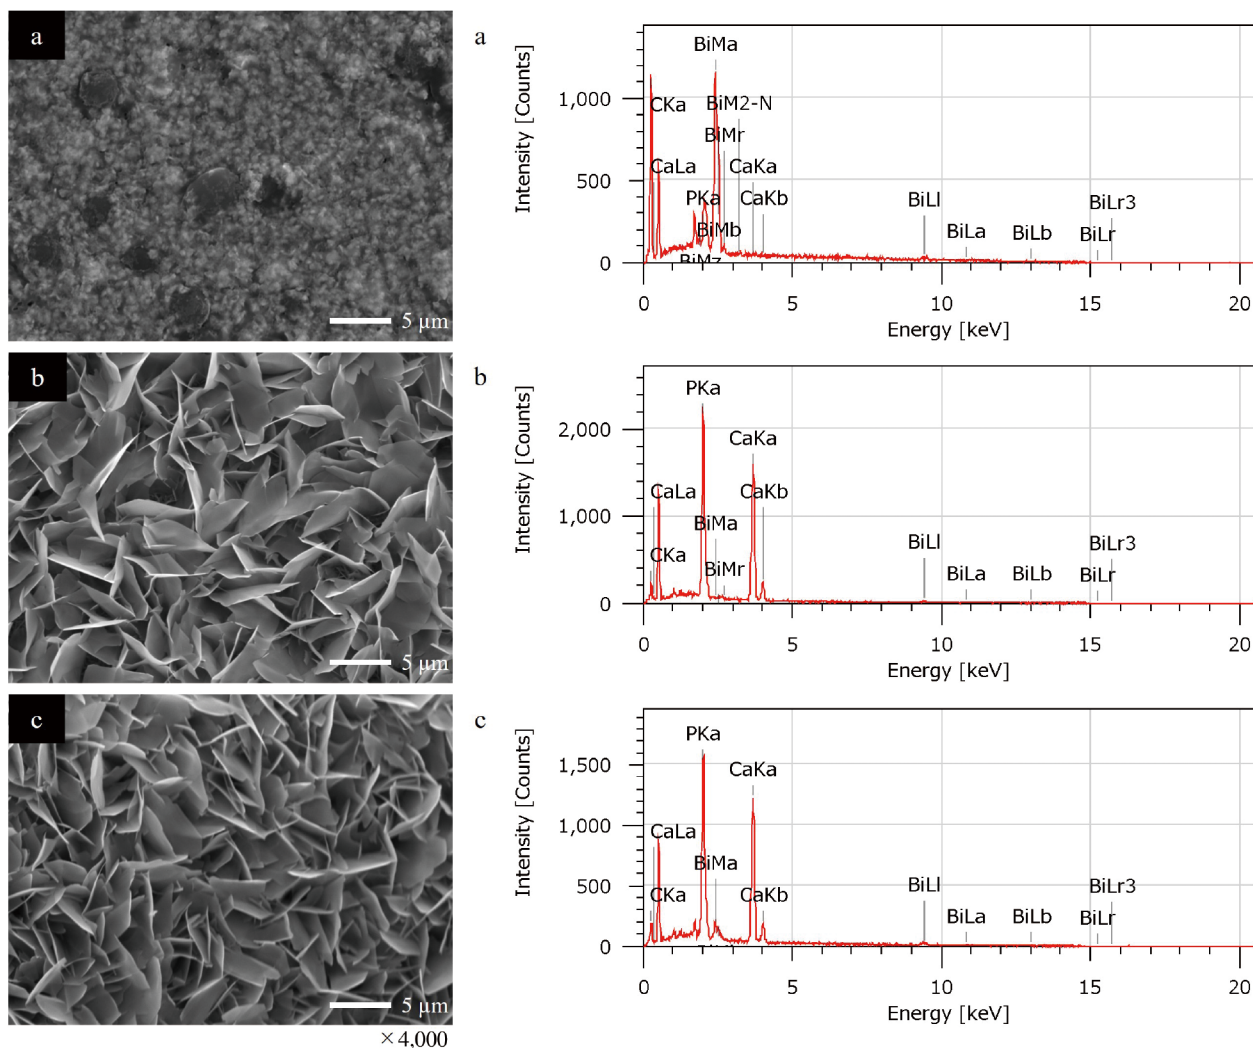 a
5 μm
a
Intensity [Counts]
1,000
500
0
BiMa
CKa
BiM2-N
BiMr
CaLa
CaKa
PKa
CaKb
BiMb
BiMz
BiLl
BiLa
BiLb
BiLr
BiLr3
0 5 10 15 20
Energy [keV]
b
5 μm
b
Intensity [Counts]
2,000
1,000
0
PKa
CaKa
CaLa
CaKb
BiMa
CKa
BiMr
BiLl
BiLa
BiLb
BiLr
BiLr3
0 5 10 15 20
Energy [keV]
c
5 μm
×4,000
c
Intensity [Counts]
1,500
1,000
500
0
PKa
CaKa
CaLa
BiMa
CKa
CaKb
BiLl
BiLa
BiLb
BiLr
BiLr3
0 5 10 15 20
Energy [keV]